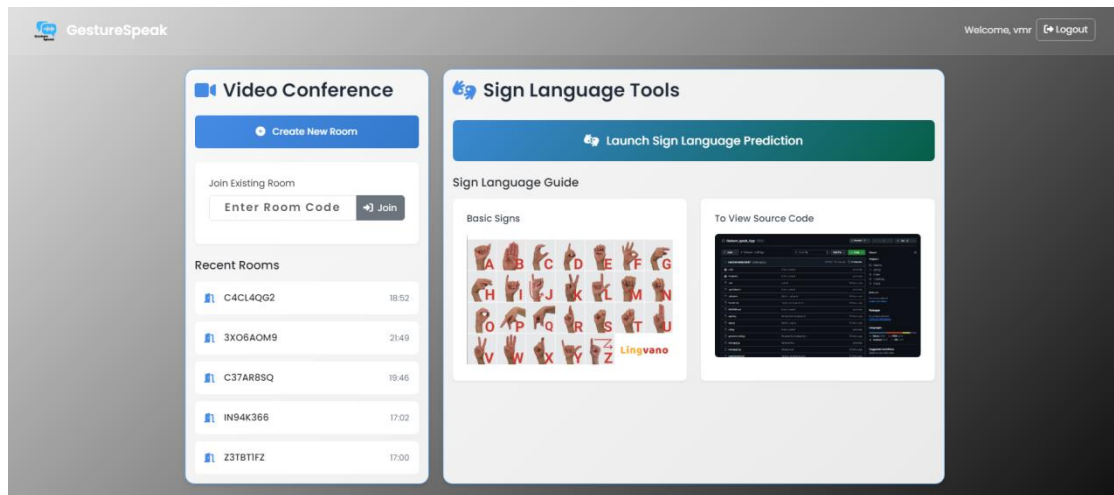 GestureSpeak
Welcome, vmr
Logout
Video Conference
Create New Room
Join Existing Room
Enter Room Code
Join
Recent Rooms
C4CL4QG2 18:52
3XO6AOM9 21:49
C37AR8SQ 19:46
IN94K366 17:02
Z3TBT1FZ 17:00
Sign Language Tools
Launch Sign Language Prediction
Sign Language Guide
Basic Signs
A B C D E F G
H I J K L M N
O P Q R S T U
V W X Y Z Lingvano
To View Source Code